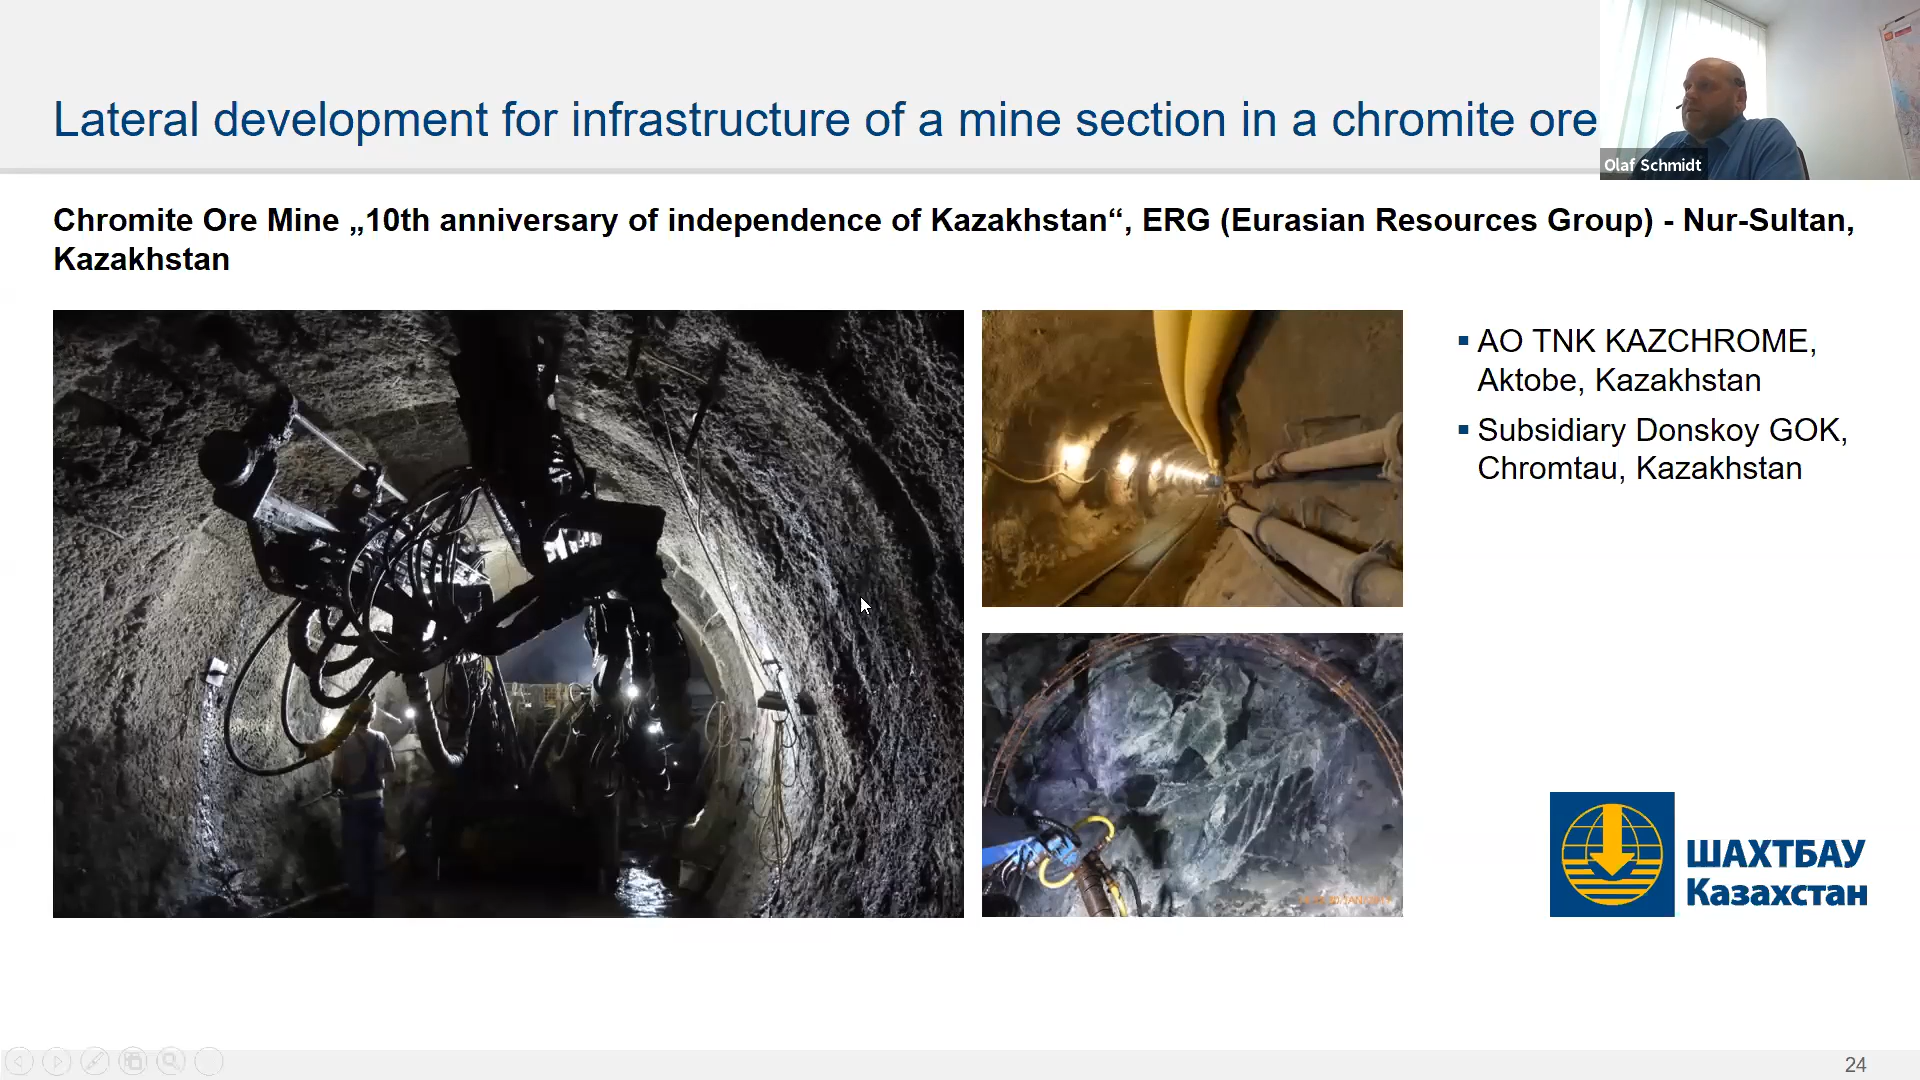 Lateral development for infrastructure of a mine section in a chromite ore
Olaf Schmidt
Chromite Ore Mine „10th anniversary of independence of Kazakhstan“, ERG (Eurasian Resources Group) - Nur-Sultan,
Kazakhstan
▪ AO TNK KAZCHROME,
Aktobe, Kazakhstan
▪ Subsidiary Donskoy GOK,
Chromtau, Kazakhstan
ШАХТБАУ
Казахстан
24